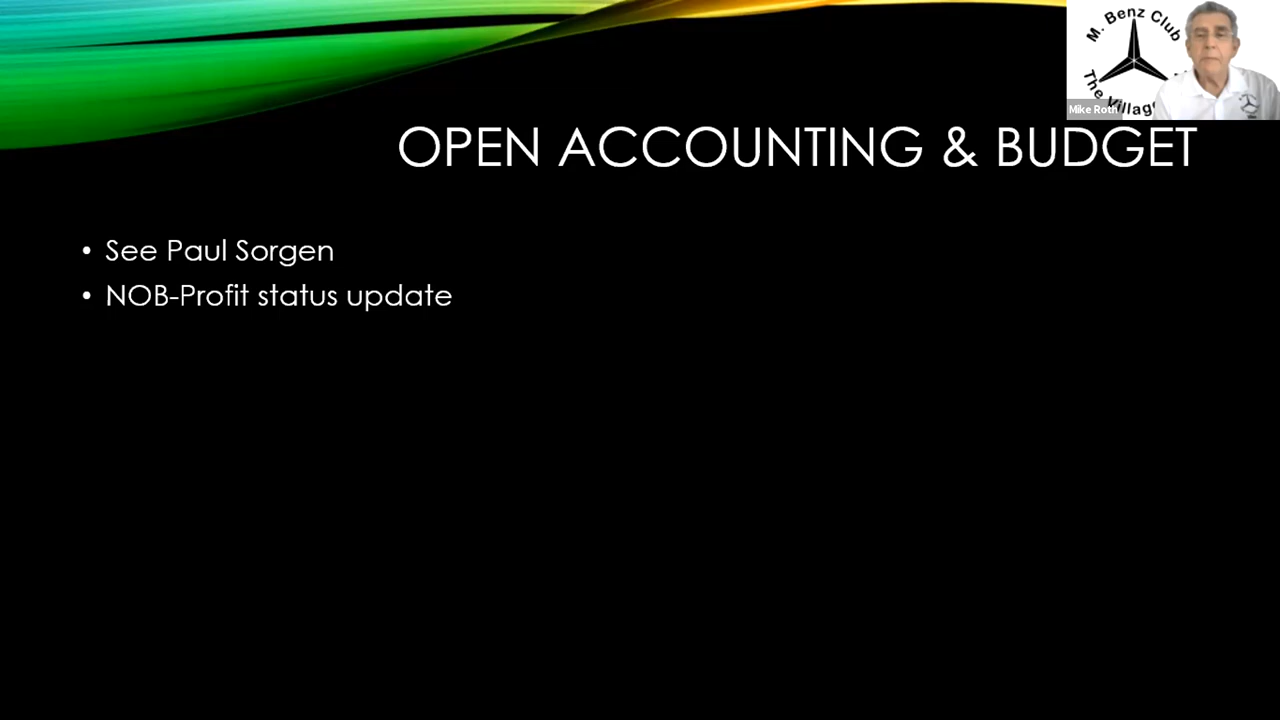 M. Benz Club
The Villag
Mike Roth
OPEN ACCOUNTING & BUDGET
• See Paul Sorgen
• NOB-Profit status update